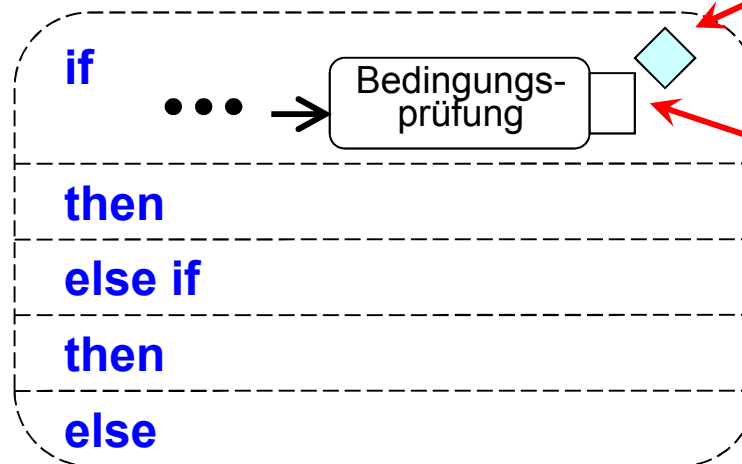 if
Bedingungs-
prüfung
then
else if
then
else